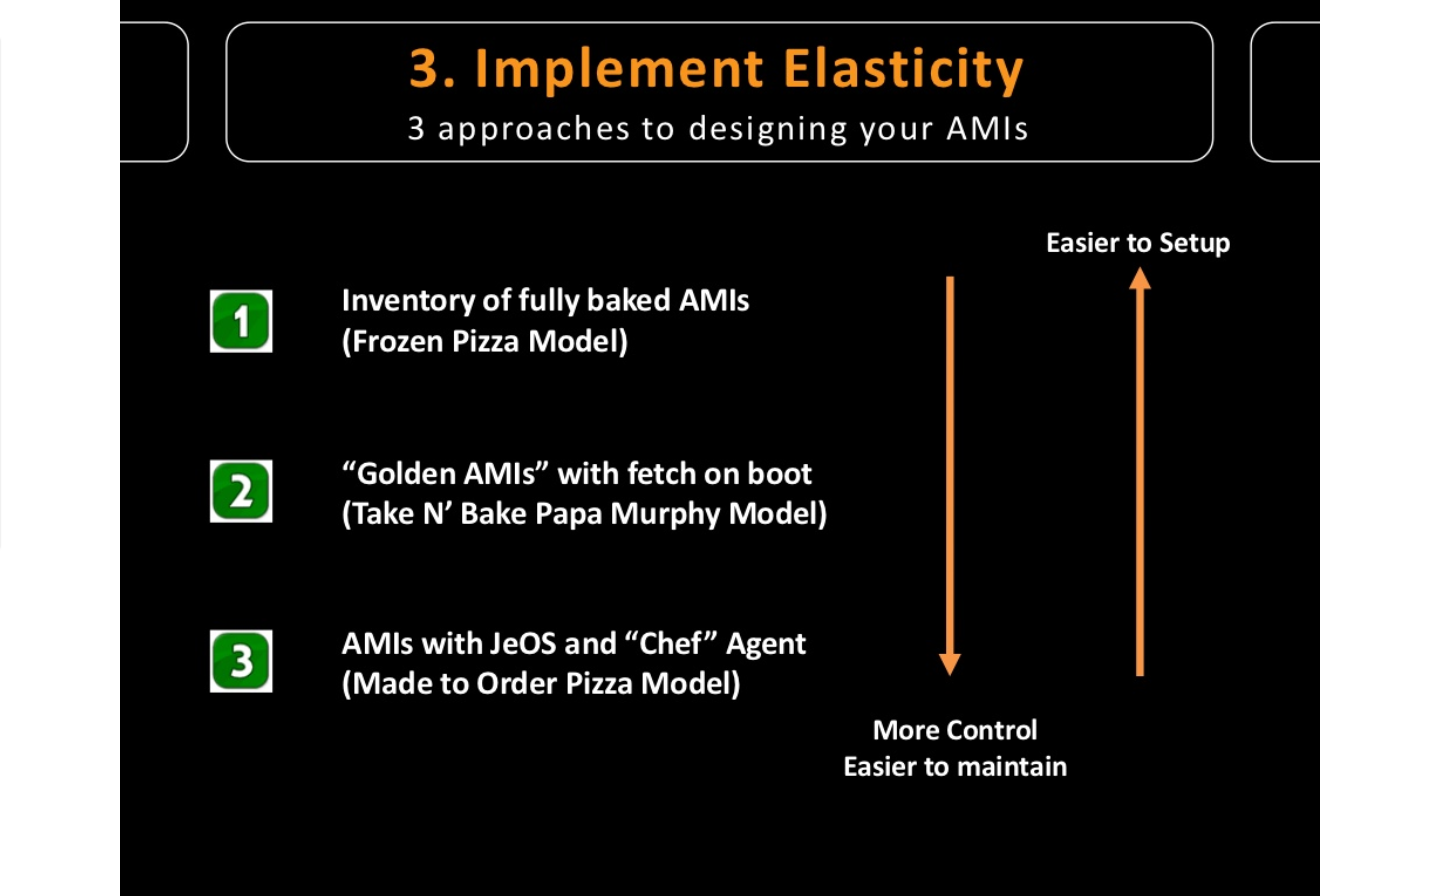 3. Implement Elasticity
3 approaches to designing your AMIs
Easier to Setup
1
Inventory of fully baked AMIs
(Frozen Pizza Model)
2
“Golden AMIs” with fetch on boot
(Take N’ Bake Papa Murphy Model)
3
AMIs with JeOS and “Chef” Agent
(Made to Order Pizza Model)
More Control
Easier to maintain